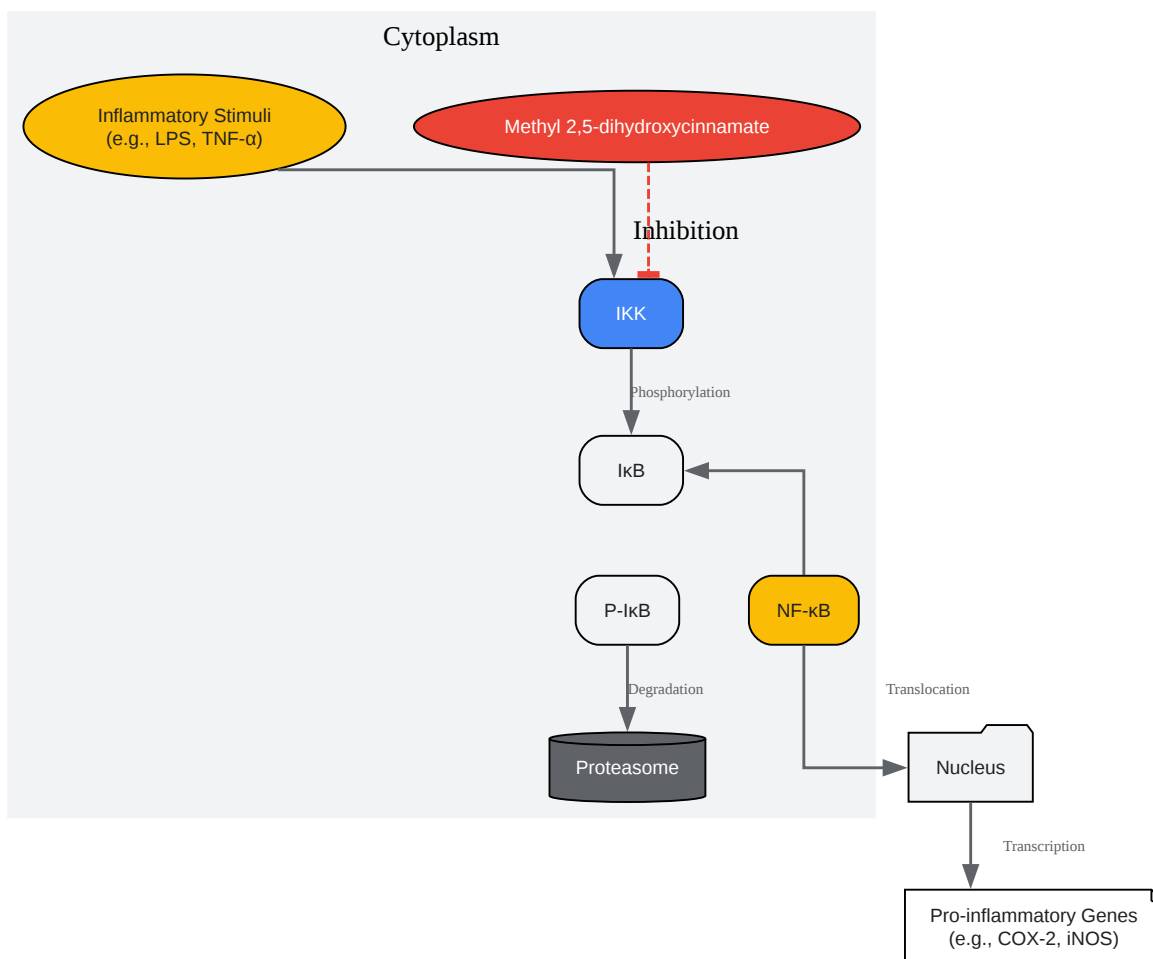 Cytoplasm
Inflammatory Stimuli
(e.g., LPS, TNF-α)
Methyl 2,5-dihydroxycinnamate
Inhibition
IKK
Phosphorylation
IκB
P-IκB
NF-κB
Degradation
Translocation
Proteasome
Nucleus
Transcription
Pro-inflammatory Genes
(e.g., COX-2, iNOS)